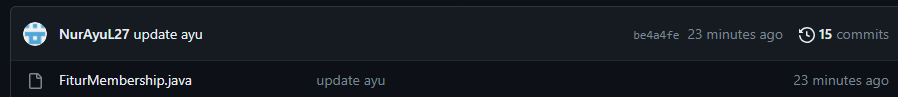 NurAyuL27 update ayu be4a4fe 23 minutes ago 15 commits
FiturMembership.java update ayu 23 minutes ago